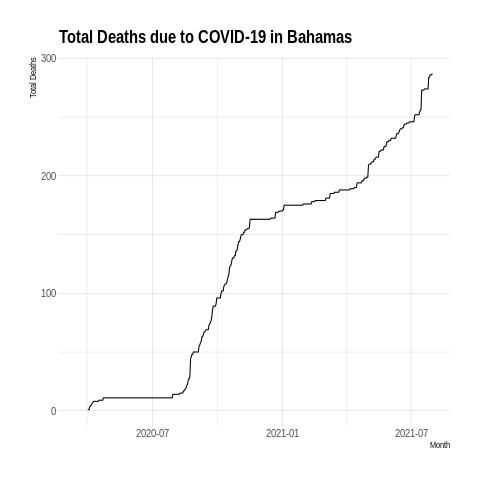 Total Deaths due to COVID-19 in Bahamas
Total Deaths
300
200
100
0
2020-07
2021-01
2021-07
Month